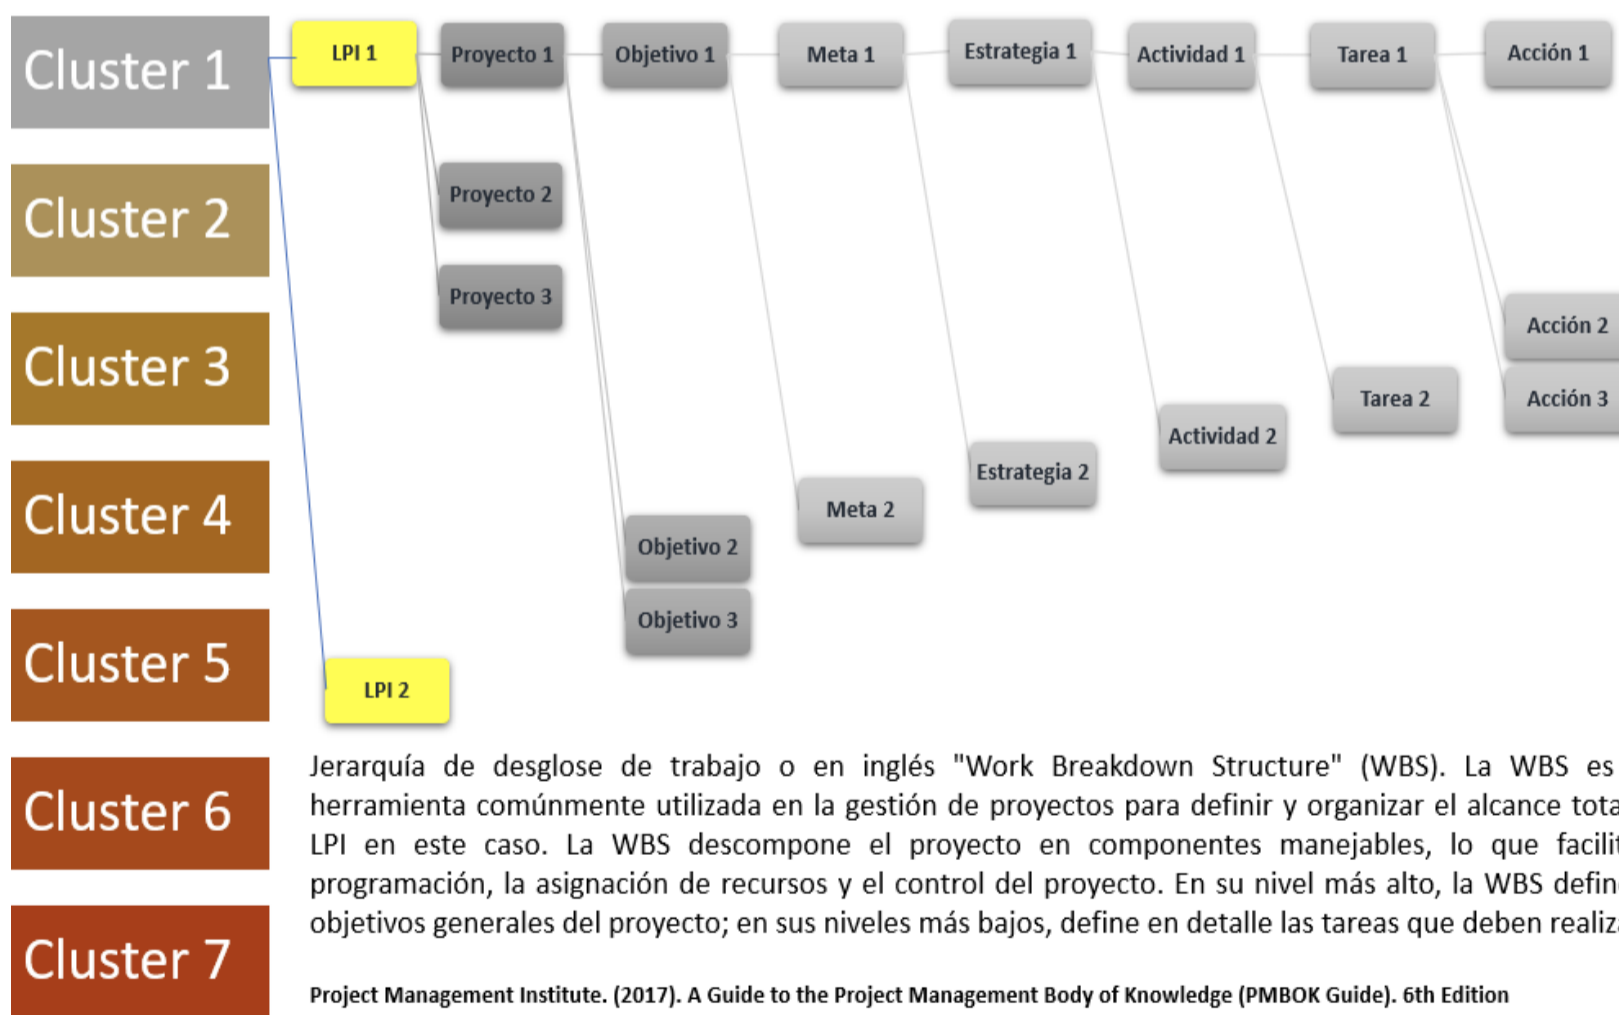 Cluster 1
LPI 1
Proyecto 1
Objetivo 1
Meta 1
Estrategia 1
Actividad 1
Tarea 1
Acción 1
Cluster 2
Proyecto 2
Proyecto 3
Cluster 3
Acción 2
Tarea 2
Acción 3
Actividad 2
Estrategia 2
Cluster 4
Meta 2
Objetivo 2
Objetivo 3
Cluster 5
LPI 2
Cluster 6
Cluster 7
Jerarquía de desglose de trabajo o en inglés "Work Breakdown Structure" (WBS). La WBS es
herramienta comúnmente utilizada en la gestión de proyectos para definir y organizar el alcance
LPI en este caso. La WBS descompone el proyecto en componentes manejables, lo que
programación, la asignación de recursos y el control del proyecto. En su nivel más alto, la WBS
objetivos generales del proyecto; en sus niveles más bajos, define en detalle las tareas que deben
Project Management Institute. (2017). A Guide to the Project Management Body of Knowledge (PMBOK Guide). 6th Edition